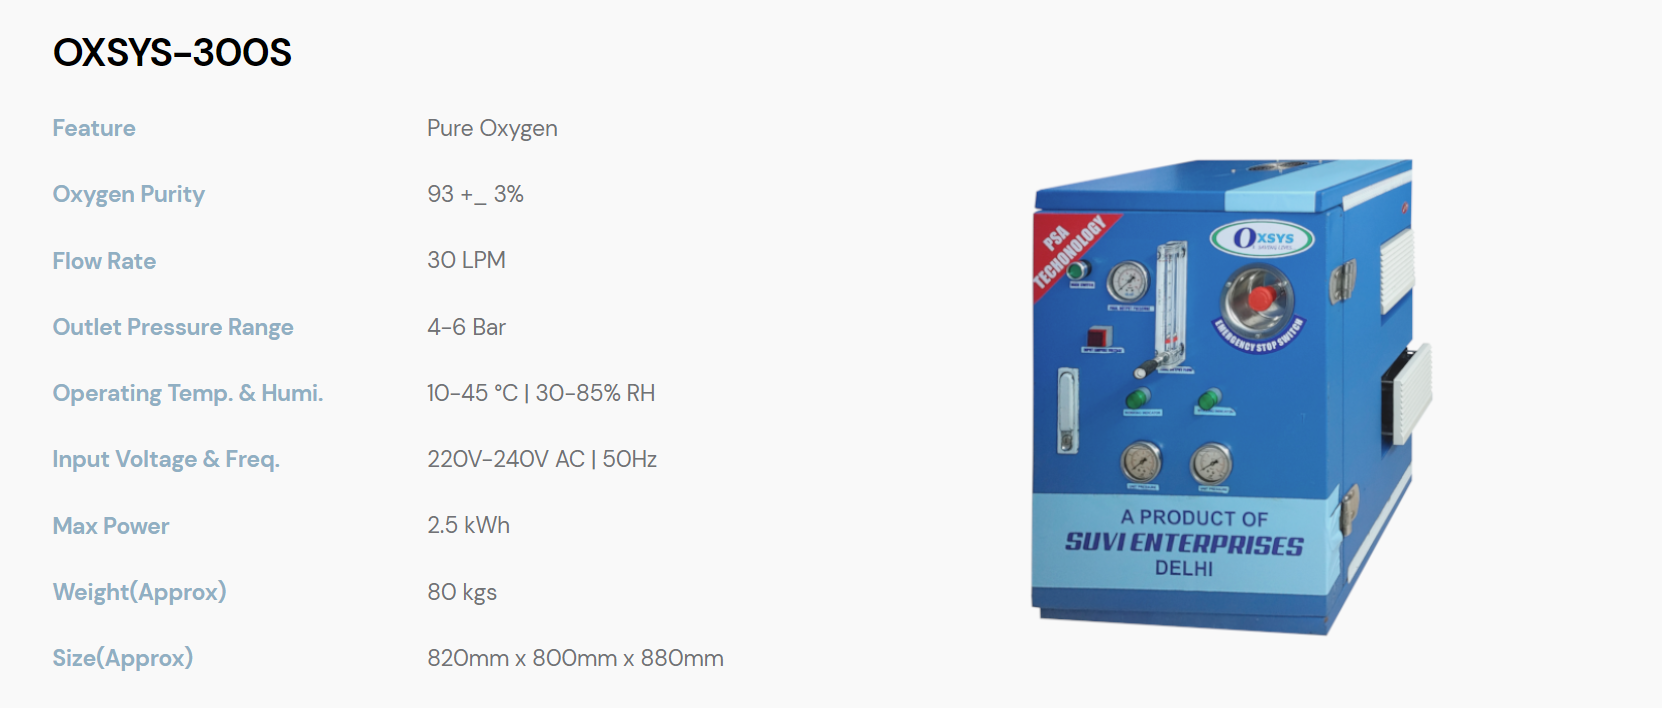 OXSYS-300S
Feature Pure Oxygen
Oxygen Purity 93 +_ 3%
Flow Rate 30 LPM
Outlet Pressure Range 4-6 Bar
Operating Temp. & Humi. 10-45 °C | 30-85% RH
Input Voltage & Freq. 220V-240V AC | 50Hz
Max Power 2.5 kWh
Weight(Approx) 80 kgs
Size(Approx) 820mm x 800mm x 880mm
PSA
TECHONOLOGY
OXSYS
EMERGENCY STOP SWITCH
A PRODUCT OF
SUVI ENTERPRISES
DELHI